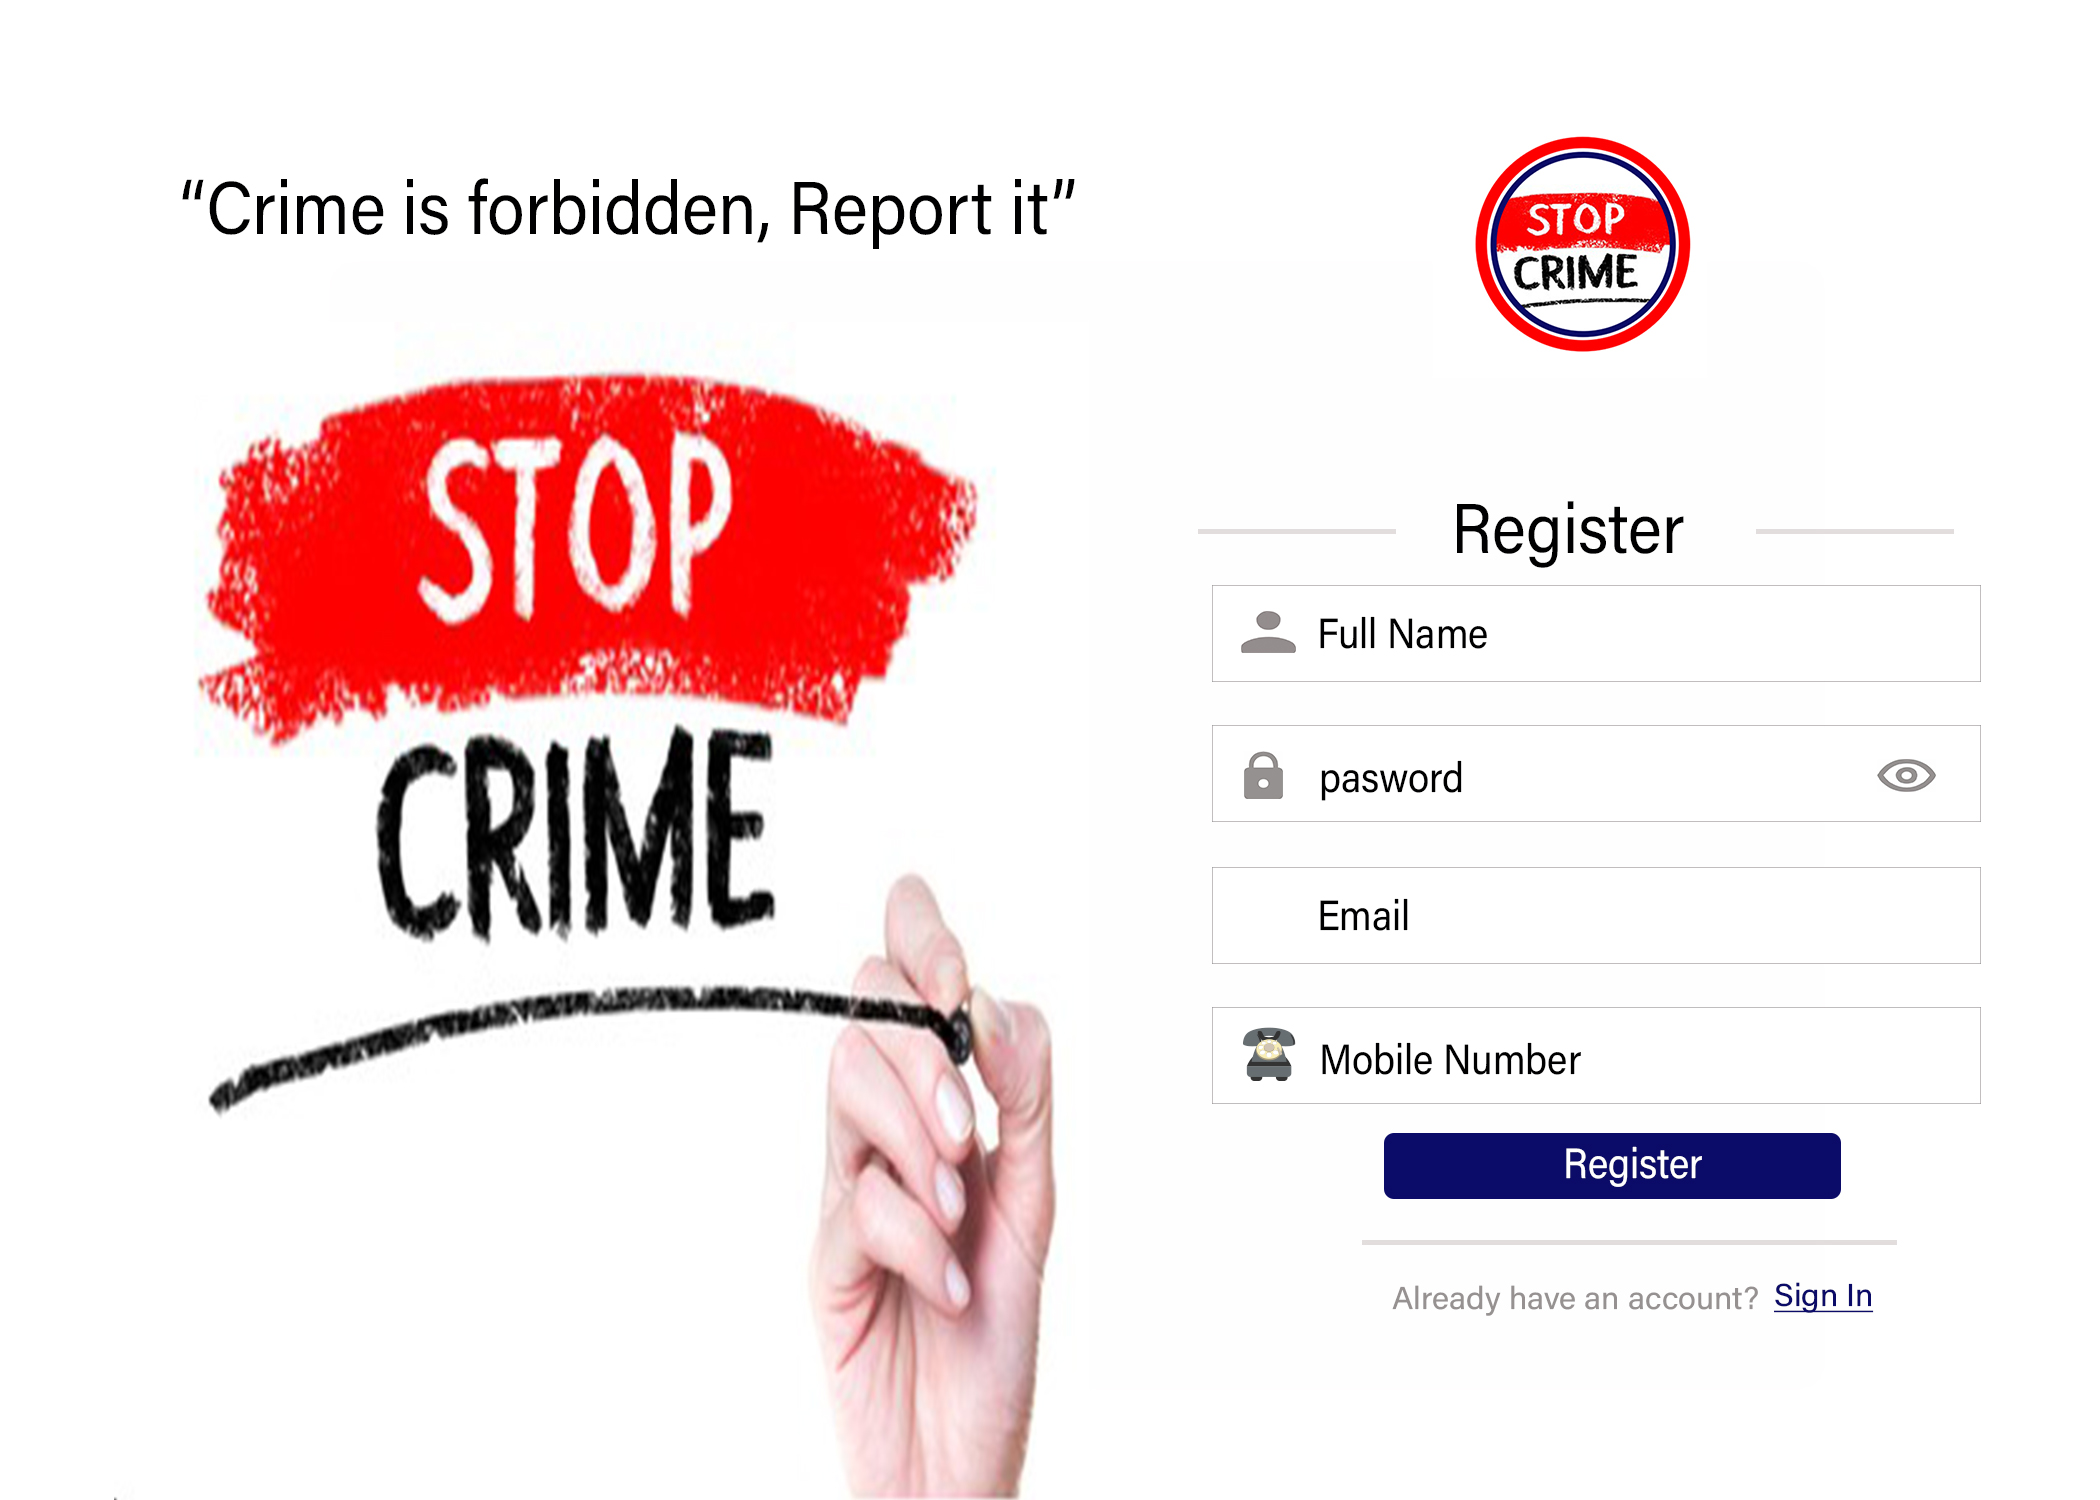 “Crime is forbidden, Report it”
STOP
CRIME
STOP
CRIME
Register
Full Name
pasword
Email
Mobile Number
Register
Already have an account? Sign In